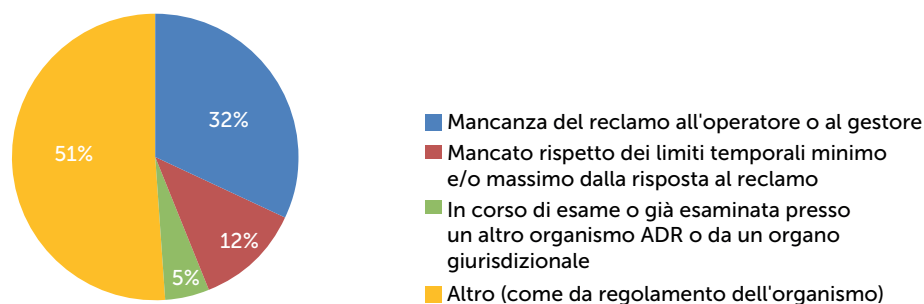 32%
51%
12%
5%
Mancanza del reclamo all'operatore o al gestore
Mancato rispetto dei limiti temporali minimo
e/o massimo dalla risposta al reclamo
In corso di esame o già esaminata presso
un altro organismo ADR o da un organo
giurisdizionale
Altro (come da regolamento dell'organismo)